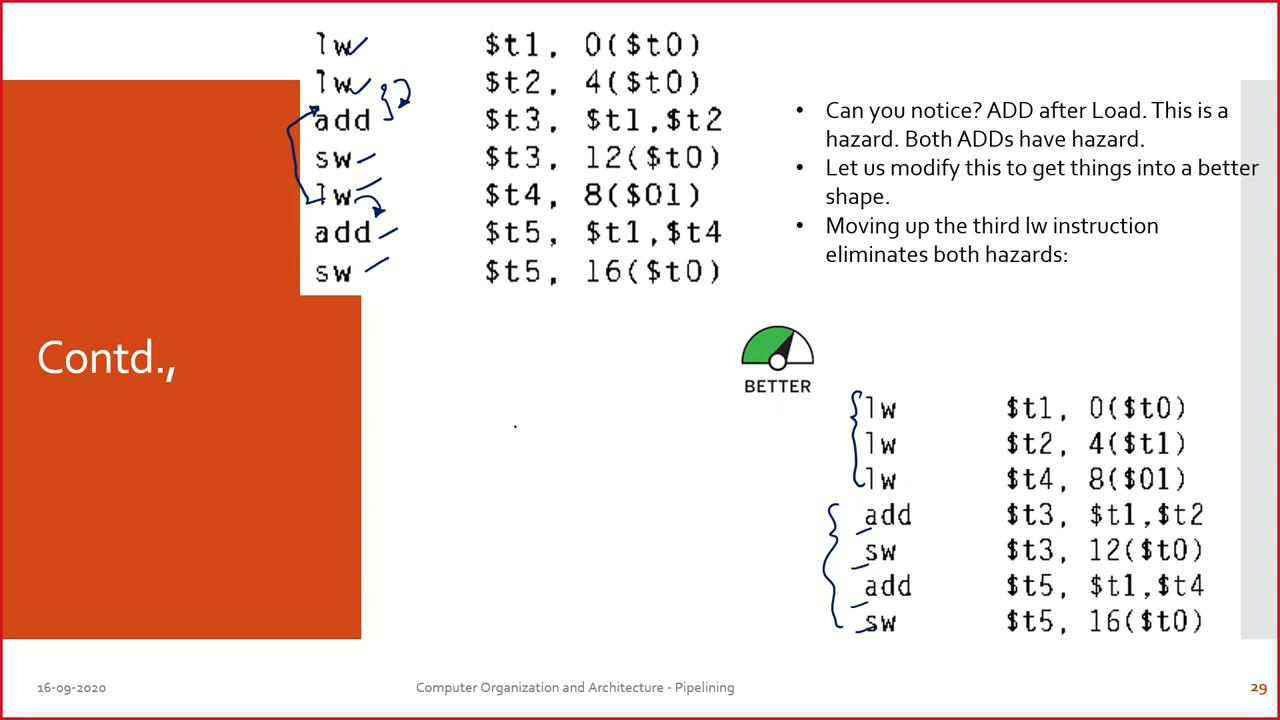 lw $t1, 0($t0)
lw $t2, 4($t0)
add $t3, $t1,$t2
sw $t3, 12($t0)
lw $t4, 8($01)
add $t5, $t1,$t4
sw $t5, 16($t0)
• Can you notice? ADD after Load. This is a
hazard. Both ADDs have hazard.
• Let us modify this to get things into a better
shape.
• Moving up the third lw instruction
eliminates both hazards:
Contd.,
BETTER
lw $t1, 0($t0)
lw $t2, 4($t1)
lw $t4, 8($01)
add $t3, $t1,$t2
sw $t3, 12($t0)
add $t5, $t1,$t4
sw $t5, 16($t0)
16-09-2020
Computer Organization and Architecture - Pipelining
29